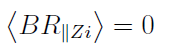 ⟨BR∥Zi⟩ = 0